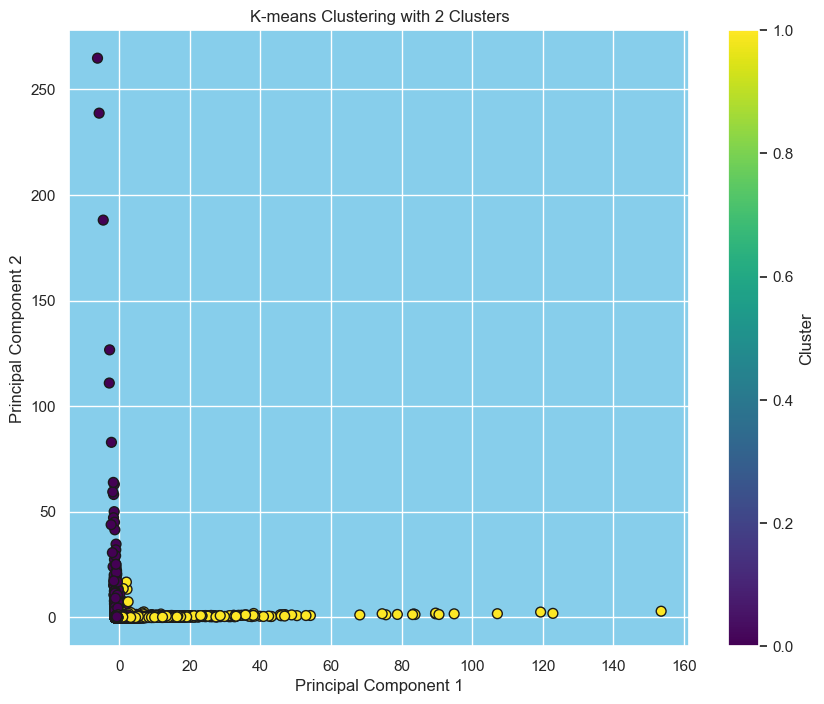 K-means Clustering with 2 Clusters
Principal Component 2
250
200
150
100
50
0
0 20 40 60 80 100 120 140 160
Principal Component 1
1.0
0.8
0.6
0.4
0.2
0.0
Cluster